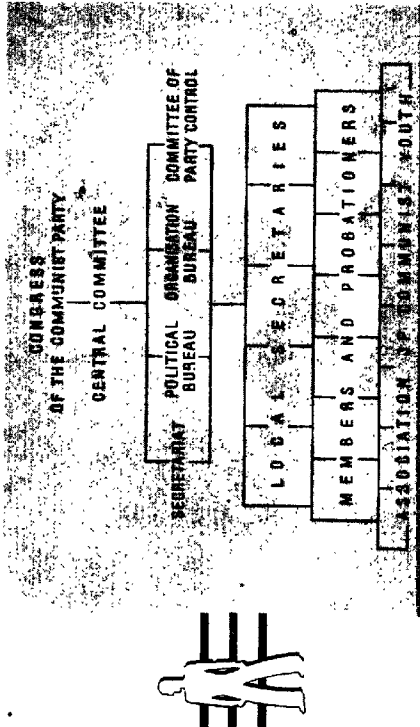 CONGRESS
OF THE COMMUNIST PARTY
CENTRAL COMMITTEE
SECRETARIAT
POLITICAL
BUREAU
ORGANISATION
BUREAU
COMMITTEE OF
PARTY CONTROL
LOCAL SECRETARIES
MEMBERS AND PROBATIONERS
ASSOCIATION OF COMMUNIST YOUTH